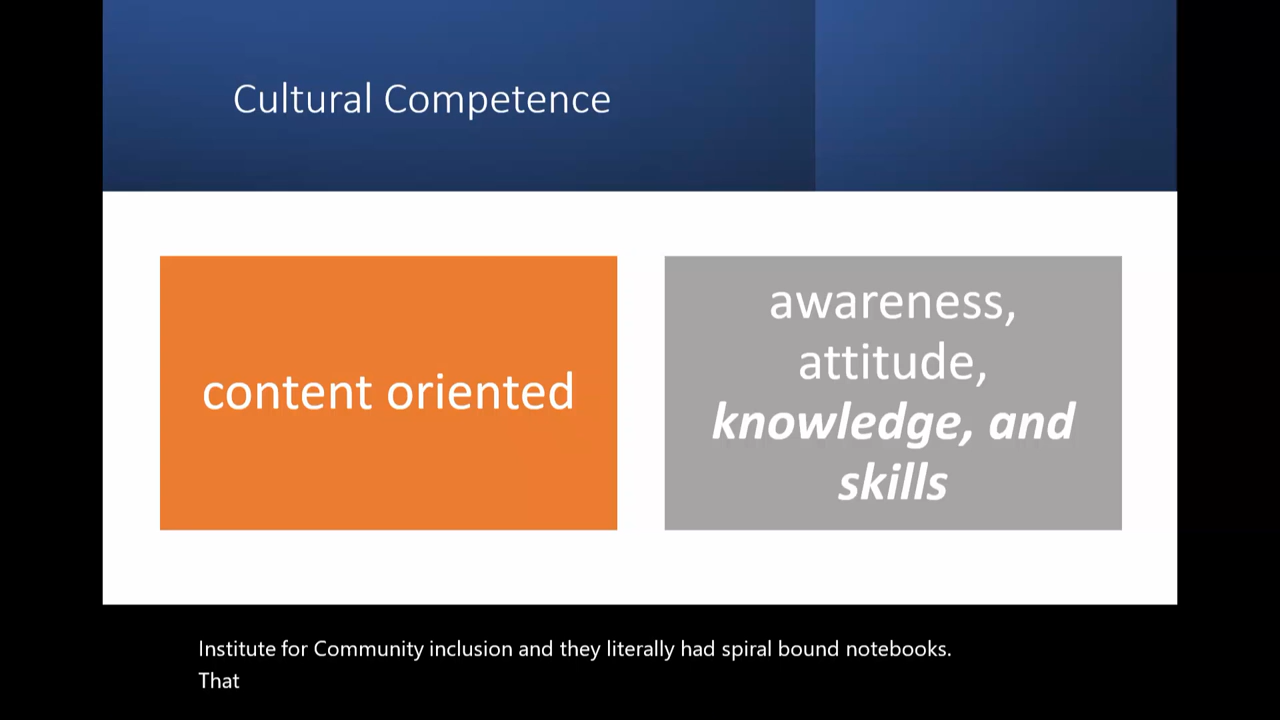 Cultural Competence
content oriented
awareness,
attitude,
knowledge, and
skills
Institute for Community inclusion and they literally had spiral bound notebooks.
That